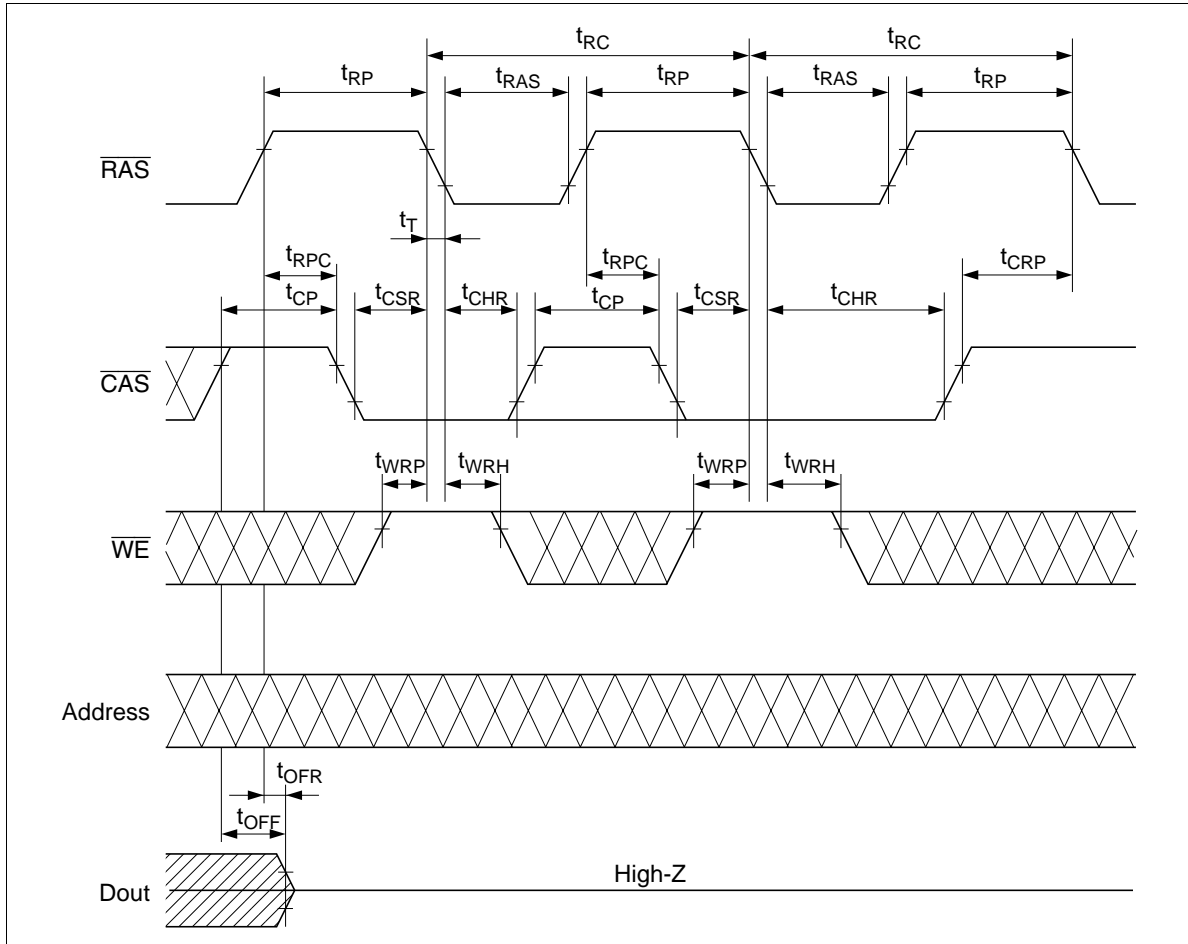 tRC tRC
tRP tRAS tRP tRAS tRP
RAS
tT
tRPC tRPC tCRP
tCP tCSR tCHR tCP tCSR tCHR
CAS
tWRP tWRH tWRP tWRH
WE
Address
tOFR
tOFF
High-Z
Dout